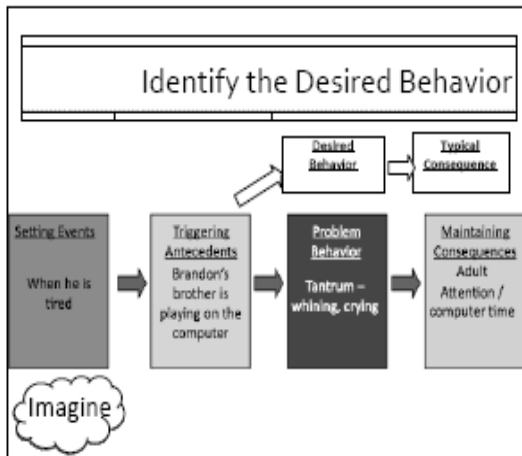 Identify the Desired Behavior
Desired
Behavior
Typical
Consequence
Setting Events
When he is
tired
Triggering
Antecedents
Brandon's
brother is
playing on the
computer
Problem
Behavior
Tantrum –
whining, crying
Maintaining
Consequences
Adult
Attention /
computer time
Imagine